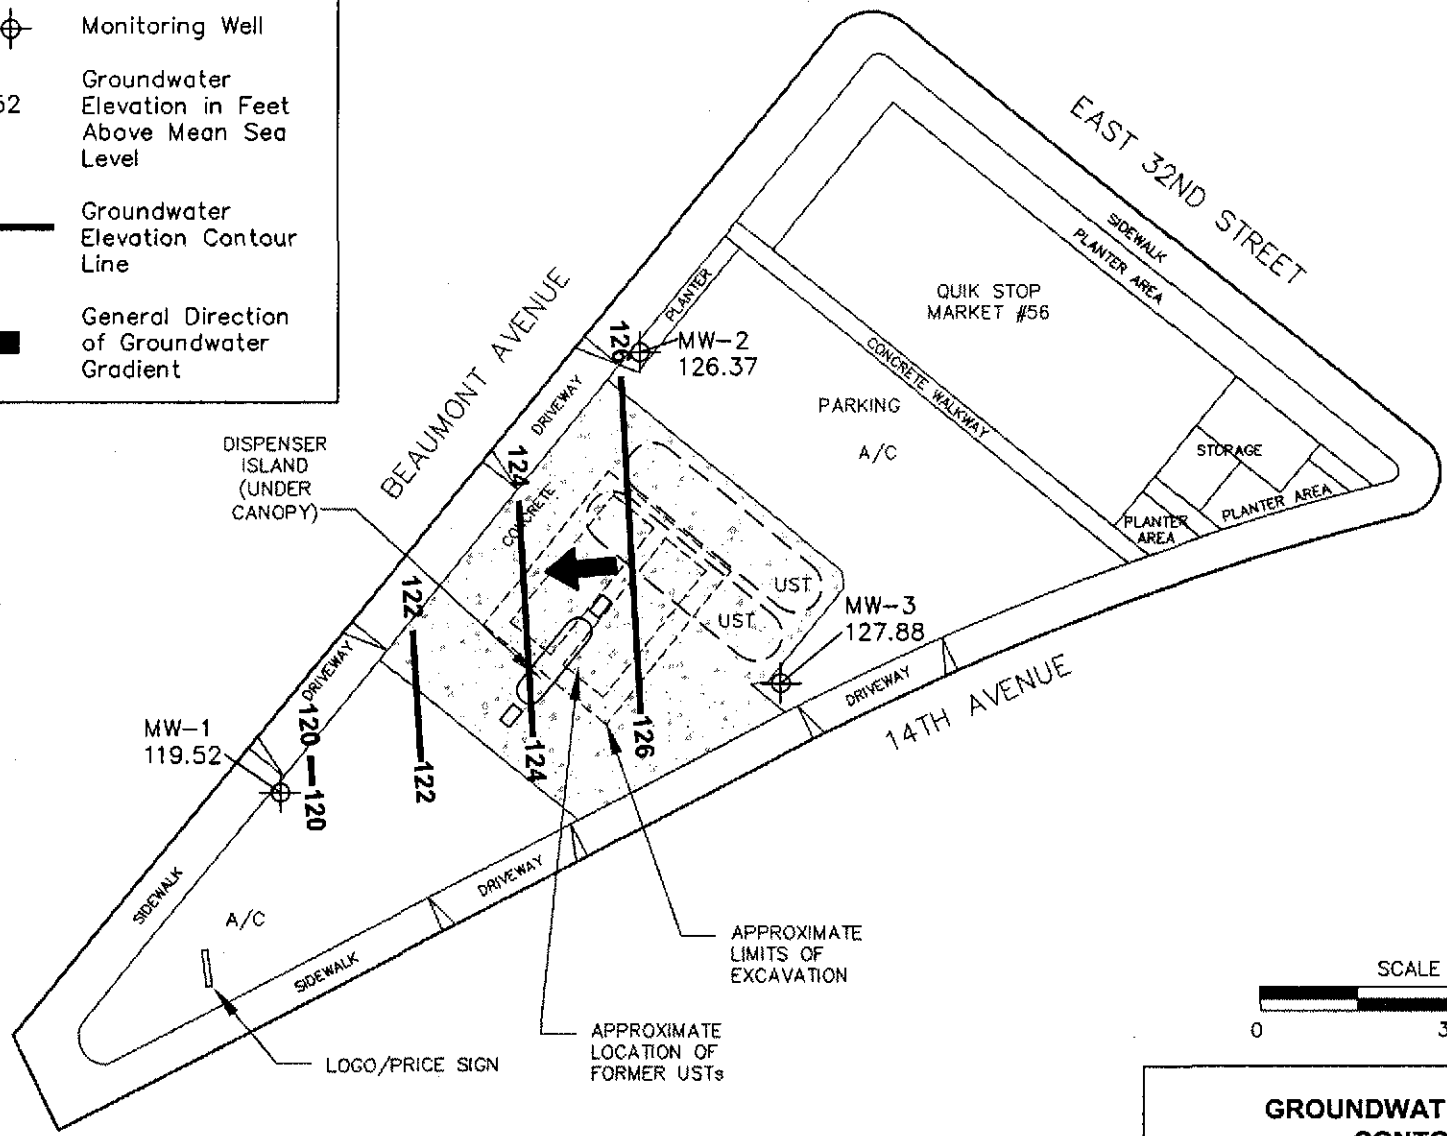 Monitoring Well
52
Groundwater
Elevation in Feet
Above Mean Sea
Level
Groundwater
Elevation Contour
Line
General Direction
of Groundwater
Gradient
EAST 32ND STREET
SIDEWALK
PLANTER AREA
QUIK STOP
MARKET #56
CONCRETE WALKWAY
PLANTER
BEAUMONT AVENUE
126
MW-2
126.37
PARKING
A/C
DRIVEWAY
STORAGE
PLANTER AREA
PLANTER
AREA
DISPENSER
ISLAND
(UNDER
CANOPY)
124
CONCRETE
122
UST
UST
MW-3
127.88
DRIVEWAY
14TH AVENUE
DRIVEWAY
120
MW-1
119.52
126
124
122
120
DRIVEWAY
SIDEWALK
A/C
SIDEWALK
APPROXIMATE
LIMITS OF
EXCAVATION
APPROXIMATE
LOCATION OF
FORMER USTs
LOGO/PRICE SIGN
SCALE
0
3
GROUNDWAT